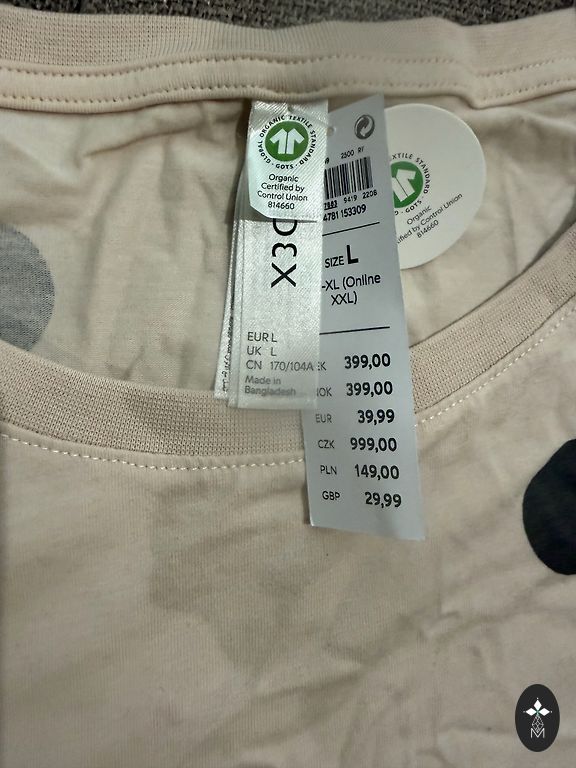 GLOBAL ORGANIC TEXTILE STANDARD · GOTS ·
Organic
Certified by
Control Union
814660
X3
EUR L
UK L
CN 170/104A
Made in
Bangladesh
2500 RY
9419 2208
4781 153309
SIZE L
-XL (Online
XXL)
399,00
399,00
EUR 39,99
CZK 999,00
PLN 149,00
GBP 29,99
TEXTILE STANDARD GOTS ·
Organic
Control Union
814660
M